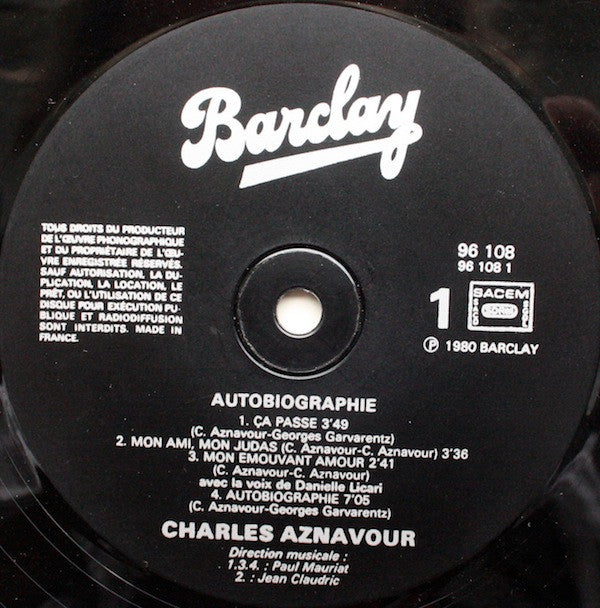 Barclay
TOUS DROITS DU PRODUCTEUR
DE L'ŒUVRE PHONOGRAPHIQUE
ET DU PROPRIÉTAIRE DE L'ŒU-
VRE ENREGISTRÉE RÉSERVÉS.
SAUF AUTORISATION, LA DU-
PLICATION, LA LOCATION, LE
PRÊT, OU L'UTILISATION DE CE
DISQUE POUR EXÉCUTION PU-
BLIQUE ET RADIODIFFUSION
SONT INTERDITS. MADE IN
FRANCE.
96 108
96 108 1
1
SACEM
SACD
SDRM
SGDL
Ⓟ 1980 BARCLAY
AUTOBIOGRAPHIE
1. ÇA PASSE 3'49
(C. Aznavour-Georges Garvarentz)
2. MON AMI, MON JUDAS (C. Aznavour-C. Aznavour) 3'36
3. MON EMOUVANT AMOUR 2'41
(C. Aznavour-C. Aznavour)
avec la voix de Danielle Licari
4. AUTOBIOGRAPHIE 7'05
(C. Aznavour-Georges Garvarentz)
CHARLES AZNAVOUR
Direction musicale :
1.3.4. : Paul Mauriat
2. : Jean Claudric